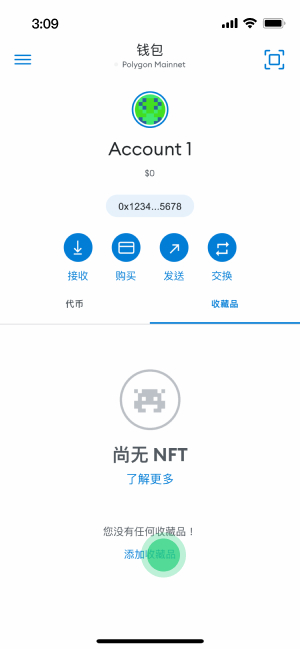 3:09
钱包
Polygon Mainnet
Account 1
$0
0x1234...5678
接收
购买
发送
交换
代币
收藏品
尚无 NFT
了解更多
您没有任何收藏品！
添加收藏品